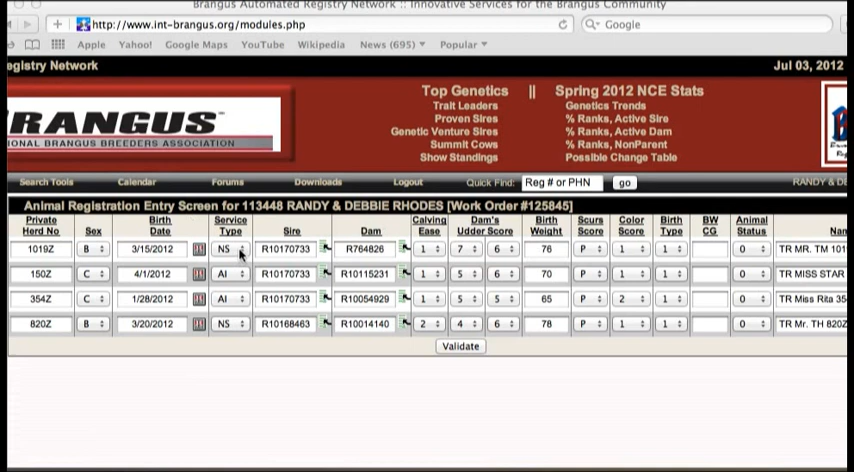 Brangus Automated Registry Network :: Innovative Services for the Brangus Community
http://www.int-brangus.org/modules.php
Google
Apple Yahoo! Google Maps YouTube Wikipedia News (695) Popular
egistry Network Jul 03, 2012
RANGUS
IONAL BRANGUS BREEDERS ASSOCIATION
Top Genetics || Spring 2012 NCE Stats
Trait Leaders Genetics Trends
Proven Sires % Ranks, Active Sire
Genetic Venture Sires % Ranks, Active Dam
Summit Cows % Ranks, NonParent
Show Standings Possible Change Table
Search Tools Calendar Forums Downloads Logout Quick Find: Reg # or PHN go RANDY & DE
Animal Registration Entry Screen for 113448 RANDY & DEBBIE RHODES [Work Order #125845]
Private Herd No Sex Birth Date Service Type Sire Dam Calving Ease Dam's Udder Score Birth Weight Scurs Score Color Score Birth Type BW CG Animal Status Nam
1019Z B 3/15/2012 NS R10170733 R764826 1 7 6 76 P 1 1 0 TR MR. TM 101
150Z C 4/1/2012 AI R10170733 R10115231 1 5 6 70 P 1 1 0 TR MISS STAR
354Z C 1/28/2012 AI R10170733 R10054929 1 5 5 65 P 2 1 0 TR Miss Rita 35
820Z B 3/20/2012 NS R10168463 R10014140 2 4 6 78 P 1 1 0 TR Mr. TH 820Z
Validate